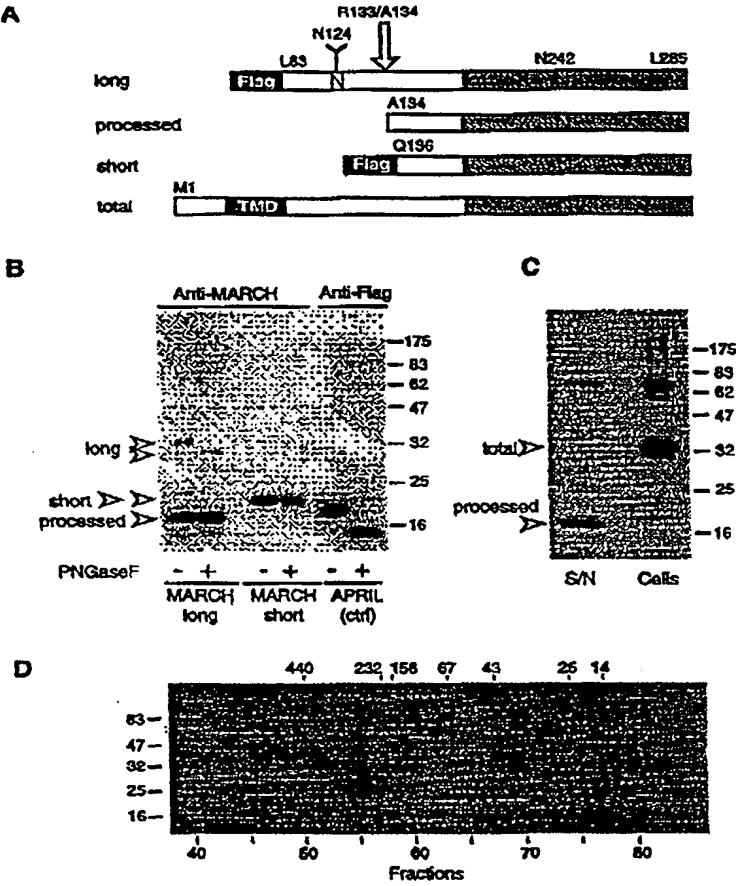 A
R133/A134
N124
L83
N242
L285
long
Flag
N
A134
processed
Q136
short
Flag
M1
total
TMD
B
Anti-MARCH
Anti-Flag
175
83
62
47
32
25
16
long
short
processed
PNGaseF
- + - + - +
MARCH long
MARCH short
APRIL (ctrl)
C
175
83
62
47
32
25
16
total
processed
S/N
Cells
D
440 232 158 67 43 25 14
83
47
32
25
16
40 50 60 70 80
Fractions